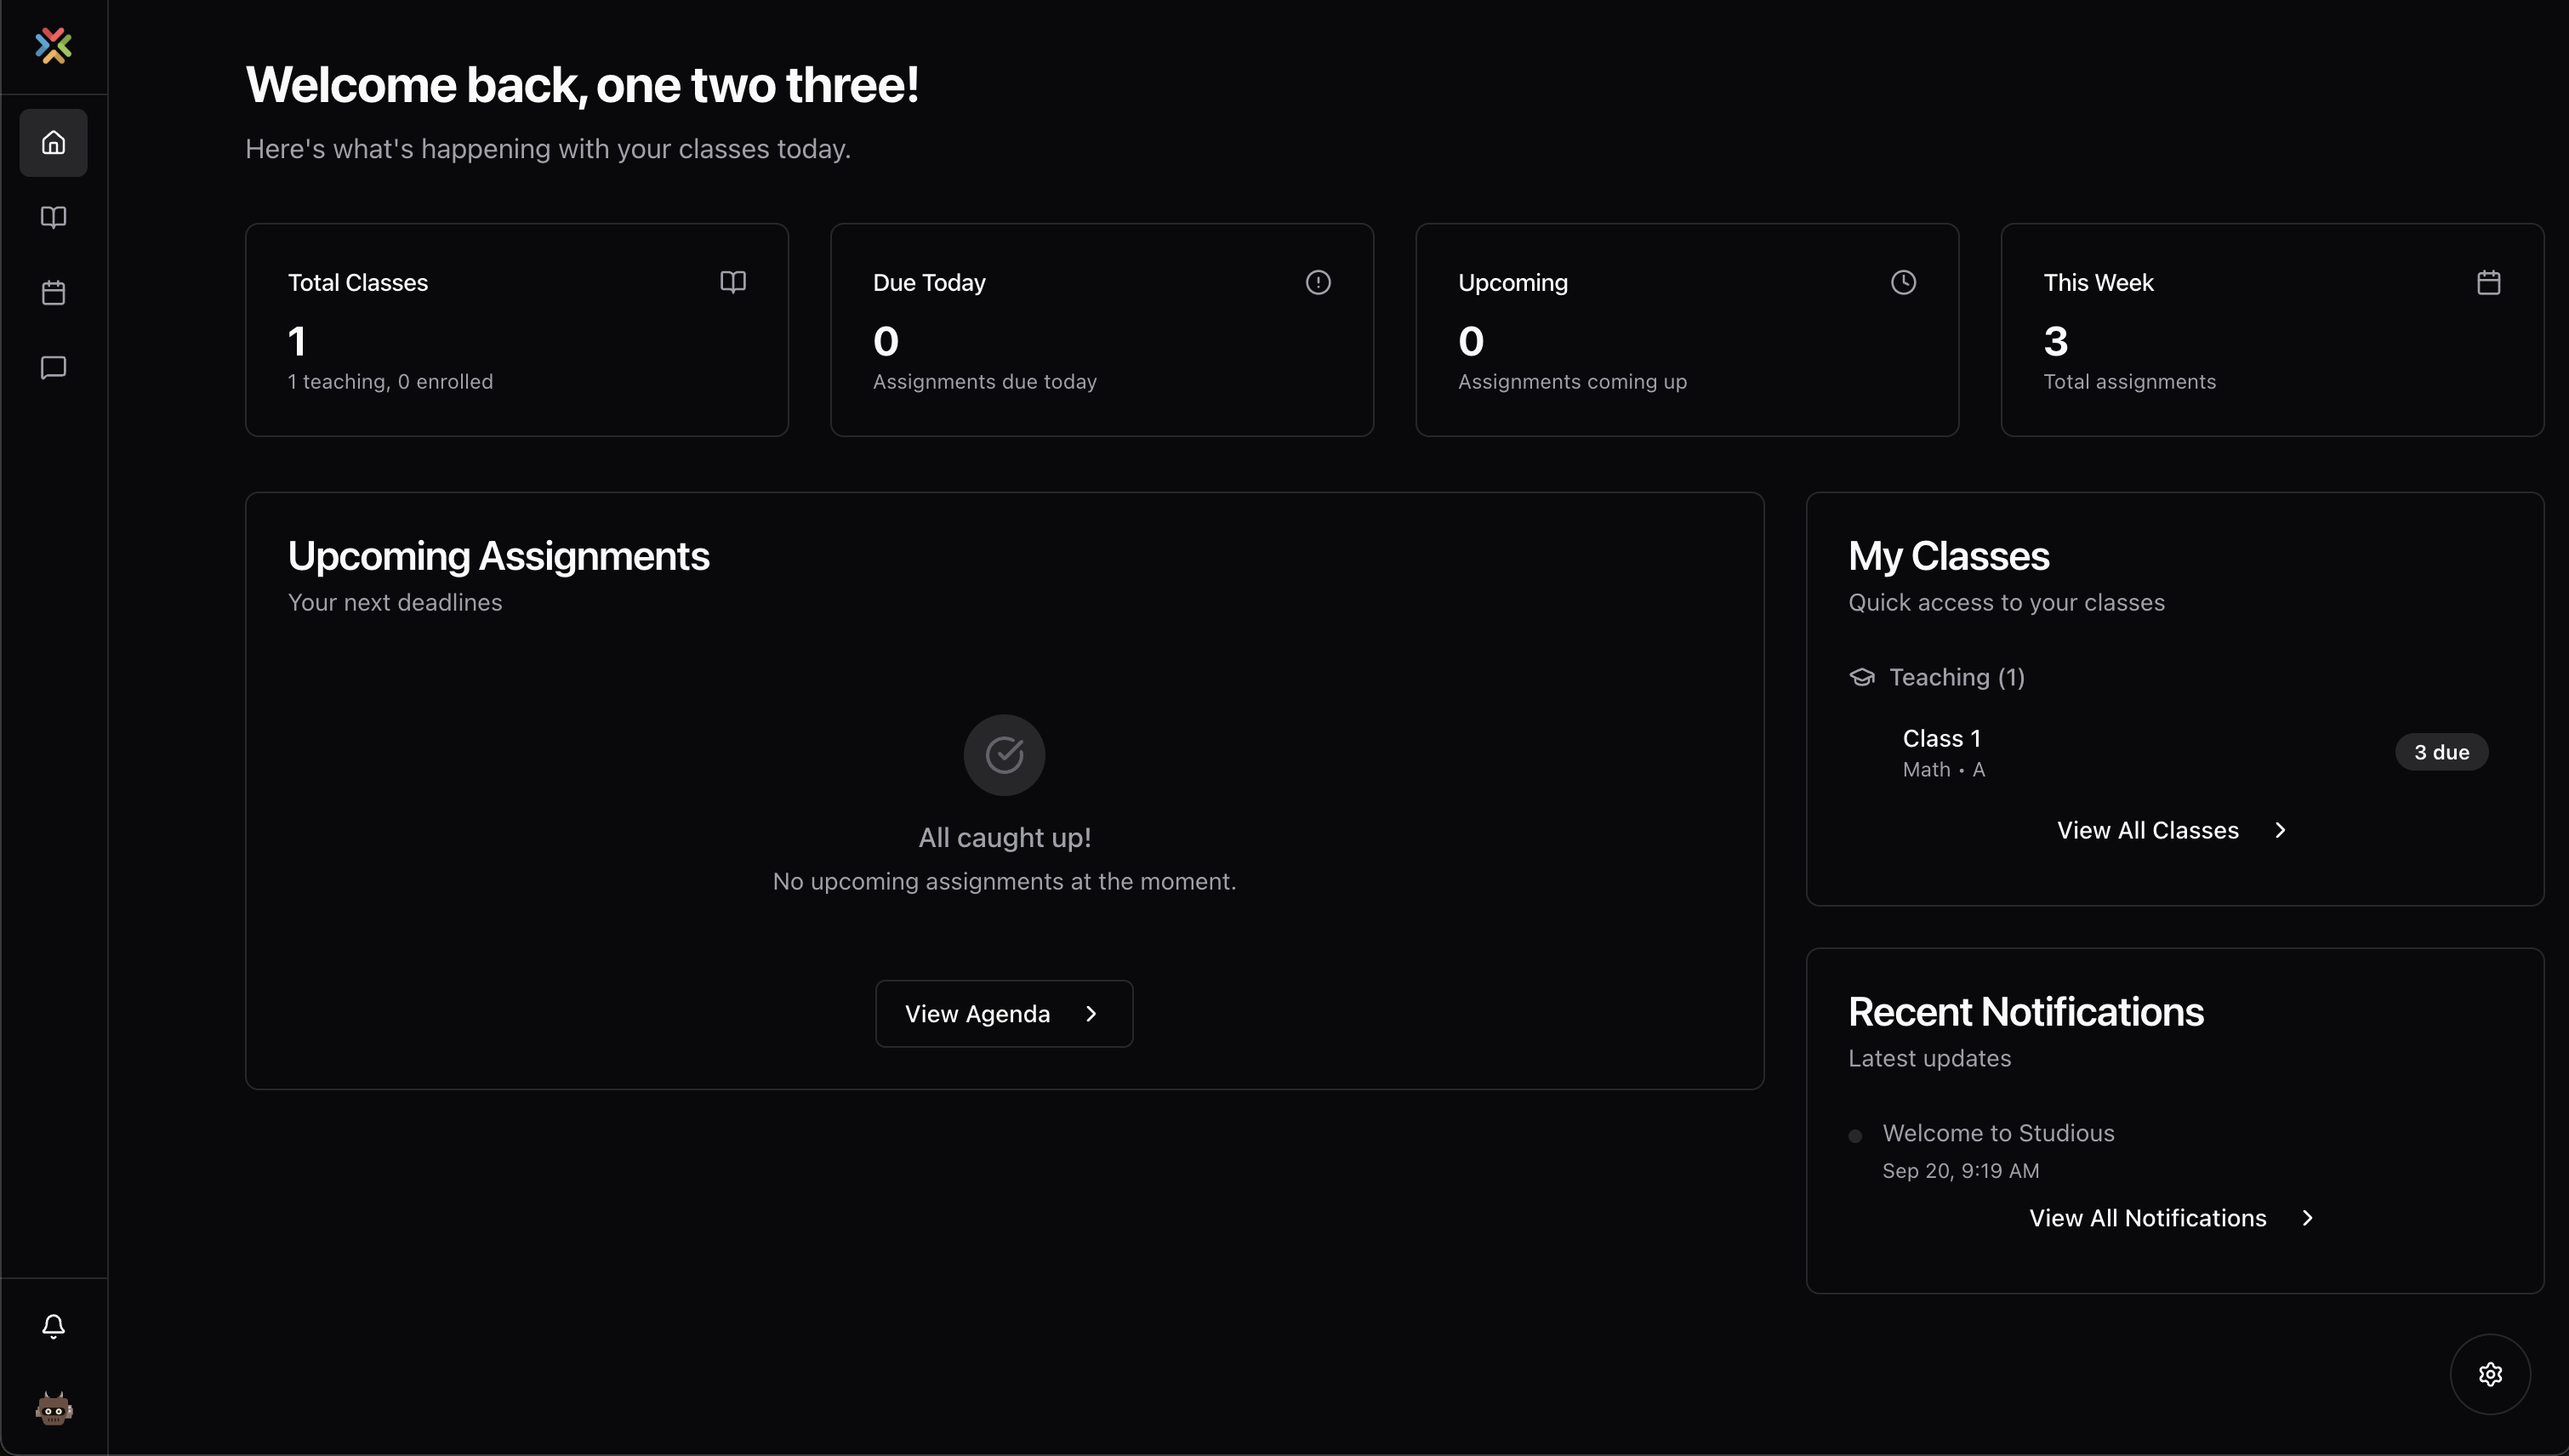 Welcome back, one two three!
Here's what's happening with your classes today.
Total Classes
1
1 teaching, 0 enrolled
Due Today
0
Assignments due today
Upcoming
0
Assignments coming up
This Week
3
Total assignments
Upcoming Assignments
Your next deadlines
All caught up!
No upcoming assignments at the moment.
View Agenda
My Classes
Quick access to your classes
Teaching (1)
Class 1
Math • A
3 due
View All Classes
Recent Notifications
Latest updates
Welcome to Studious
Sep 20, 9:19 AM
View All Notifications